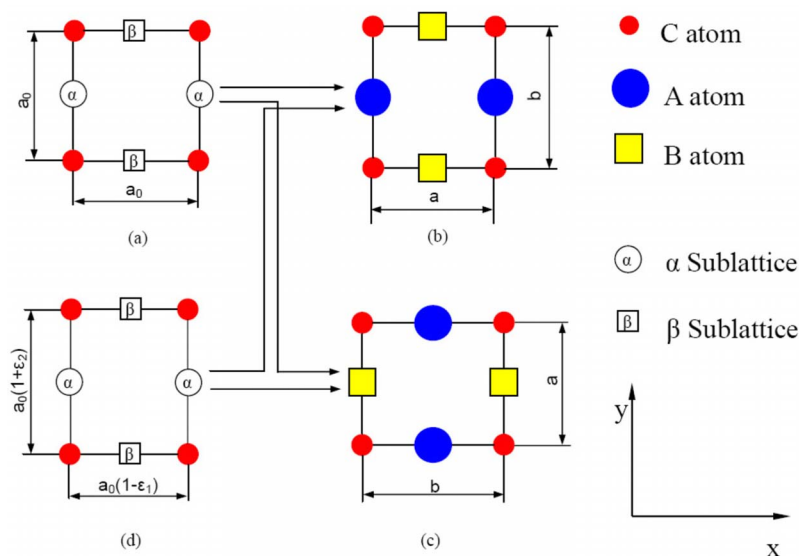 β
a₀
α
α
β
a₀
(a)
b
a
(b)
C atom
A atom
B atom
α
α Sublattice
β
β Sublattice
β
a₀(1+ε₂)
α
α
β
a₀(1-ε₁)
(d)
a
b
(c)
y
x